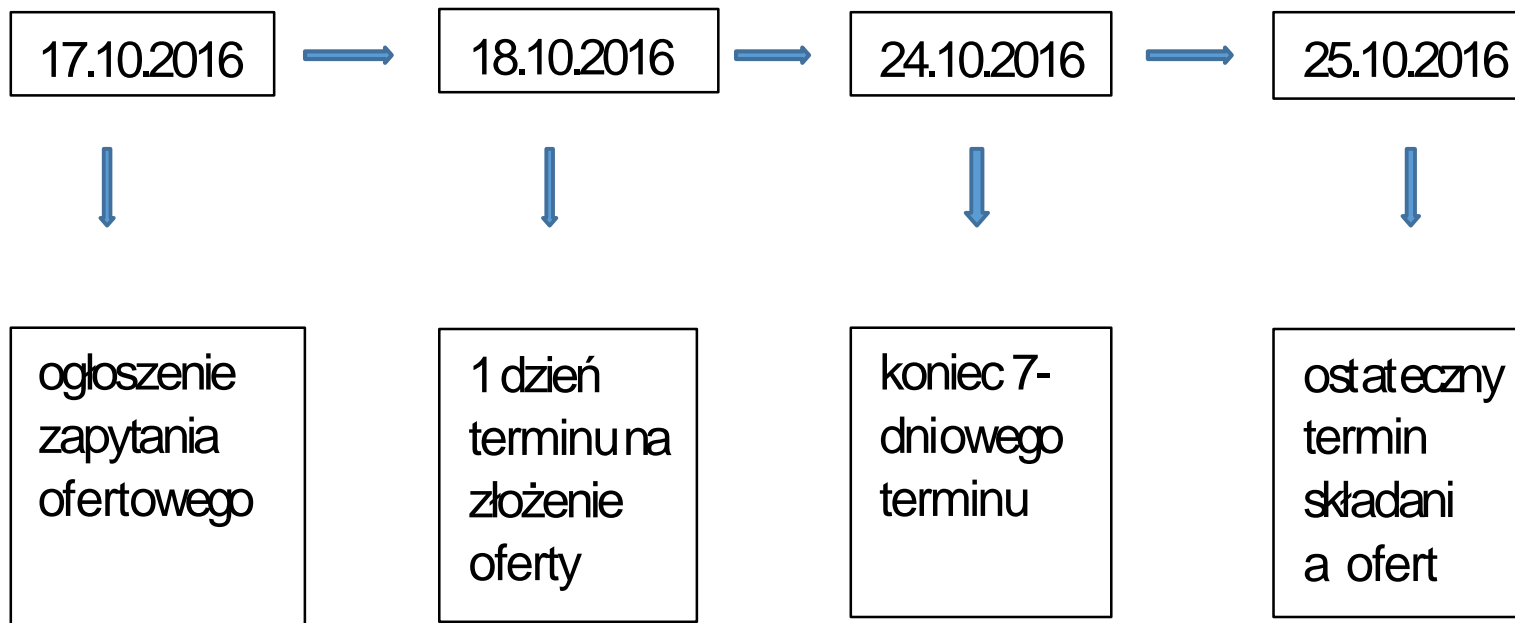 17.10.2016
18.10.2016
24.10.2016
25.10.2016
ogłoszenie
zapytania
ofertowego
1 dzień
terminu na
złożenie
oferty
koniec 7-
dniowego
terminu
ostateczny
termin
składani
a ofert